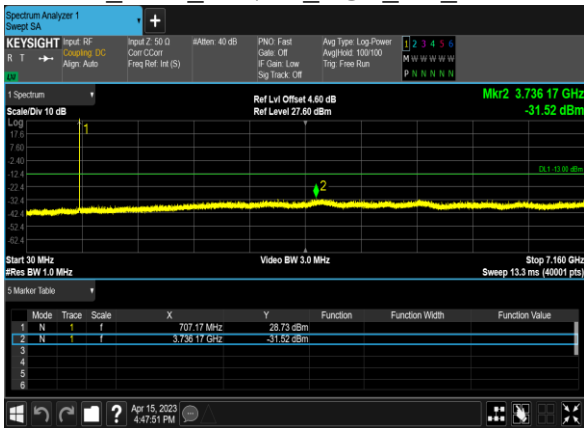 Spectrum Analyzer 1
Swept SA
+
KEYSIGHT Input: RF Input Z: 50 Ω #Atten: 40 dB PNO: Fast Avg Type: Log-Power 1 2 3 4 5 6
R T Coupling: DC Corr CCorr Gate: Off Avg|Hold: 100/100 M W W W W W
Align: Auto Freq Ref: Int (S) IF Gain: Low Trig: Free Run
LV Sig Track: Off P N N N N N
1 Spectrum Ref Lvl Offset 4.60 dB Mkr2 3.736 17 GHz
Scale/Div 10 dB Ref Level 27.60 dBm -31.52 dBm
Log
17.6
7.60
-2.40
-12.4
-22.4
-32.4
-42.4
-52.4
-62.4
1
DL1 -13.00 dBm
2
Start 30 MHz Video BW 3.0 MHz Stop 7.160 GHz
#Res BW 1.0 MHz Sweep 13.3 ms (40001 pts)
5 Marker Table
Mode Trace Scale X Y Function Function Width Function Value
1 N 1 f 707.17 MHz 28.73 dBm
2 N 1 f 3.736 17 GHz -31.52 dBm
3
4
5
6
? Apr 15, 2023
4:47:51 PM